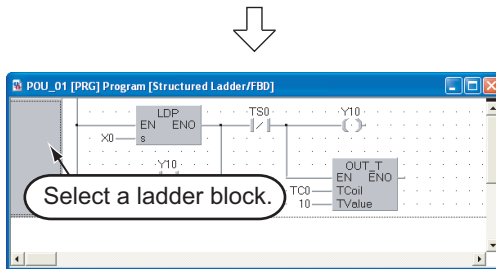 POU_01 [PRG] Program [Structured Ladder/FBD]
LDP TS0 Y10
EN ENO
X0 s
Y10
OUT_T
EN ENO
Select a ladder block.
TC0 TCoil
10 TValue